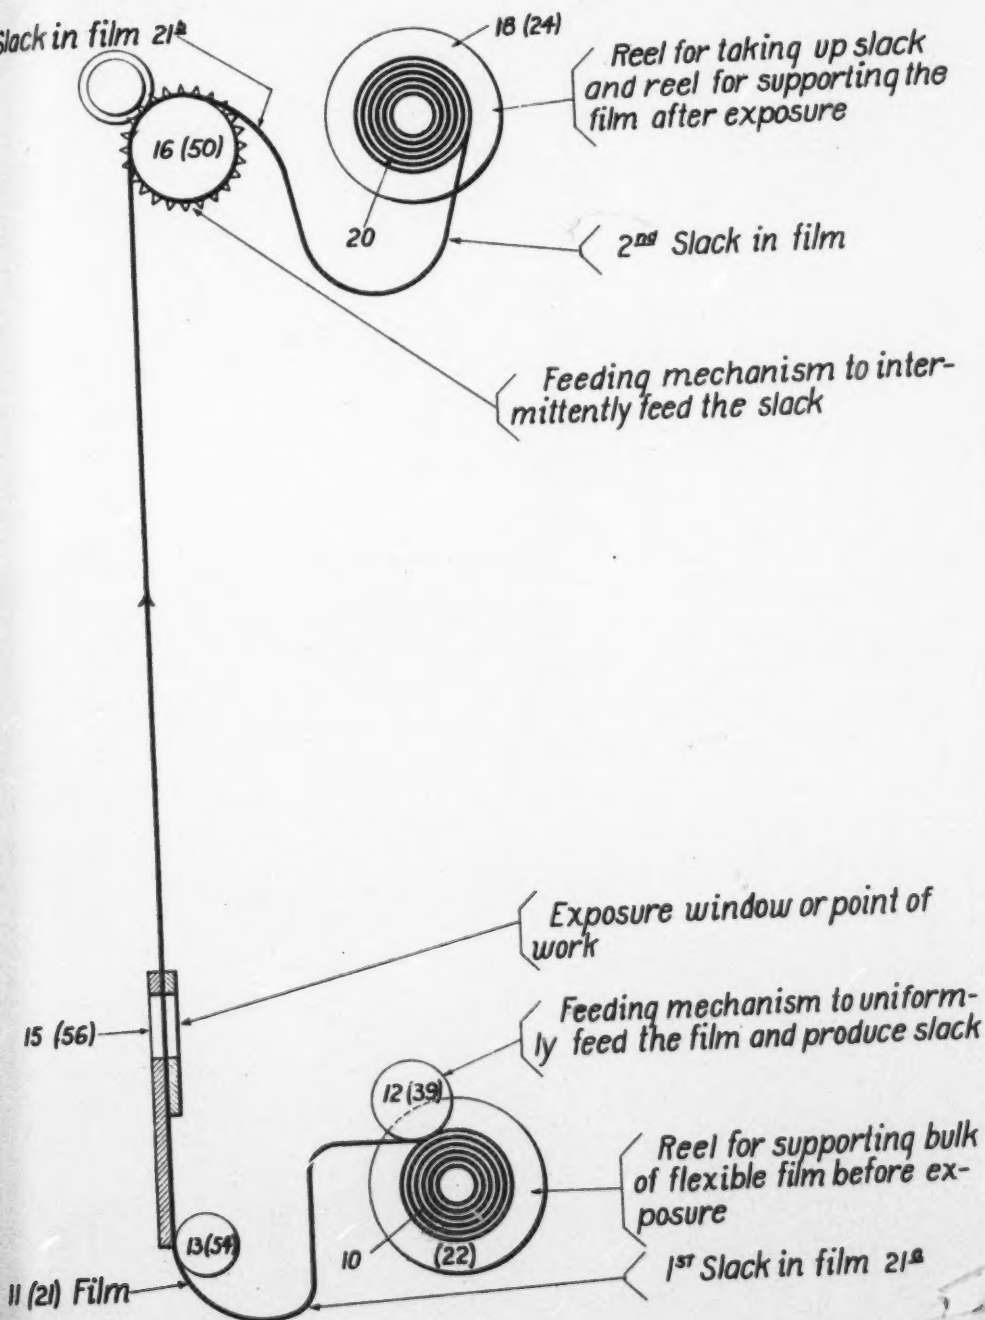 Slack in film 21ᵇ
18 (24)
Reel for taking up slack
and reel for supporting the
film after exposure
16 (50)
20
2ⁿᵈ Slack in film
Feeding mechanism to inter-
mittently feed the slack
Exposure window or point of
work
15 (56)
Feeding mechanism to uniform-
ly feed the film and produce slack
12 (39)
Reel for supporting bulk
of flexible film before ex-
posure
13(54)
10
(22)
1ˢᵀ Slack in film 21ᵃ
11 (21) Film